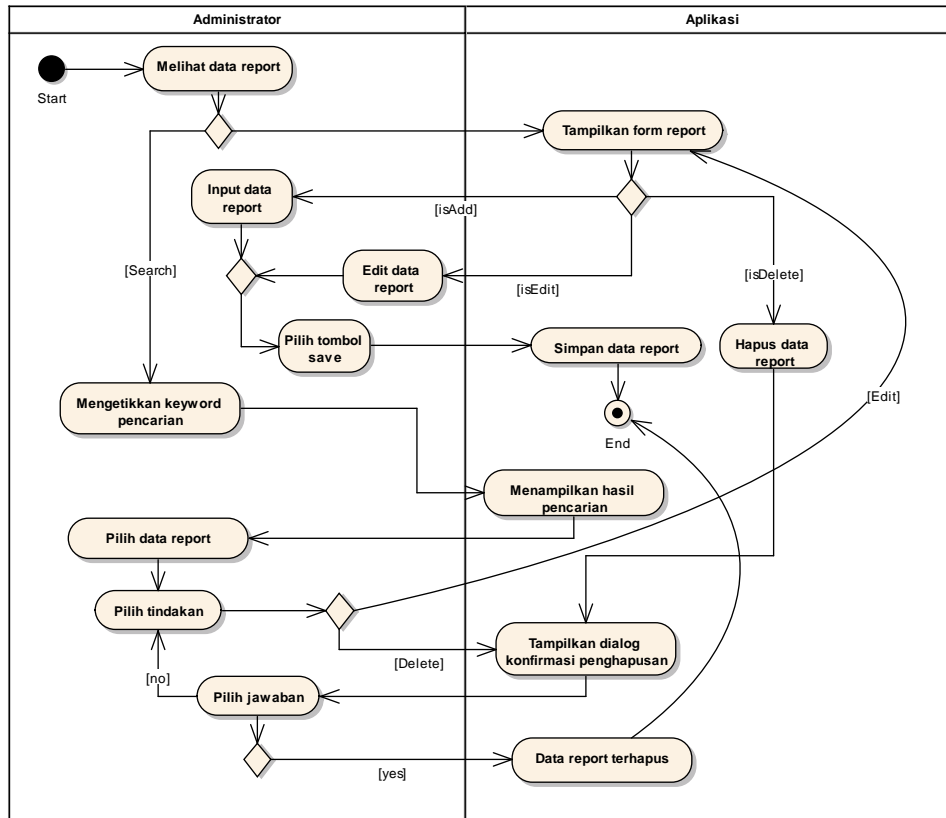 Administrator
Aplikasi
Start
Melihat data report
Tampilkan form report
Input data
report
[isAdd]
[Search]
Edit data
report
[isEdit]
[isDelete]
Pilih tombol
save
Simpan data report
Hapus data
report
Mengetikkan keyword
pencarian
[Edit]
End
Menampilkan hasil
pencarian
Pilih data report
Pilih tindakan
Tampilkan dialog
konfirmasi penghapusan
[Delete]
[no]
Pilih jawaban
Data report terhapus
[yes]